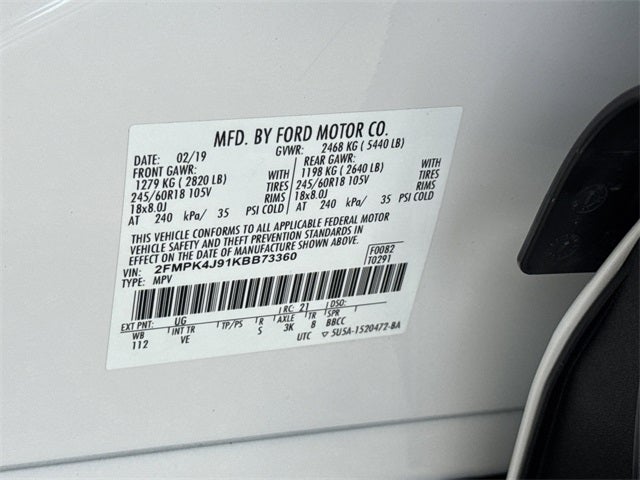 MFD. BY FORD MOTOR CO.
DATE: 02/19 GVWR: 2468 KG ( 5440 LB)
FRONT GAWR: REAR GAWR:
1279 KG ( 2820 LB) WITH 1198 KG ( 2640 LB) WITH
245/60R18 105V TIRES 245/60R18 105V TIRES
18x8.0J RIMS 18x8.0J RIMS
AT 240 kPa/ 35 PSI COLD AT 240 kPa/ 35 PSI COLD
THIS VEHICLE CONFORMS TO ALL APPLICABLE FEDERAL MOTOR
VEHICLE SAFETY AND THEFT PREVENTION STANDARDS IN
EFFECT ON THE DATE OF MANUFACTURE SHOWN ABOVE.
VIN: 2FMPK4J91KBB73360 F0082
TYPE: MPV T0291
RC: 21 DSO:
EXT PNT: UG
WB INT TR TP/PS R AXLE TR SPR
112 VE S 3K 8 BBCC
UTC ▽ 5U5A-1520472-BA